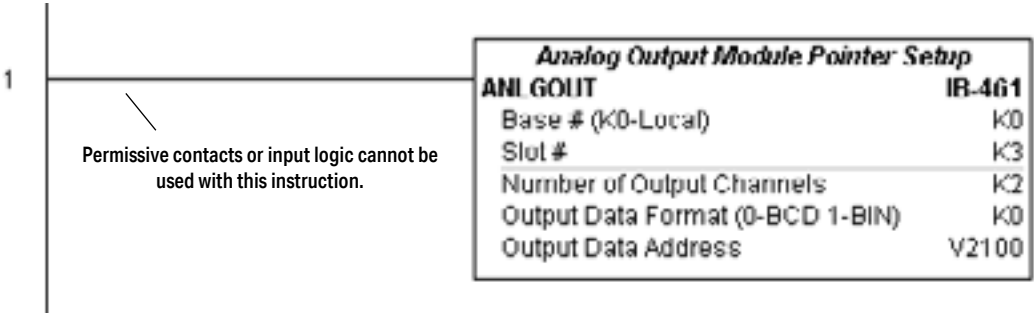 1
Analog Output Module Pointer Setup
ANLGOUT IB-461
Base # (K0-Local) K0
Slot # K3
Number of Output Channels K2
Output Data Format (0-BCD 1-BIN) K0
Output Data Address V2100
Permissive contacts or input logic cannot be
used with this instruction.